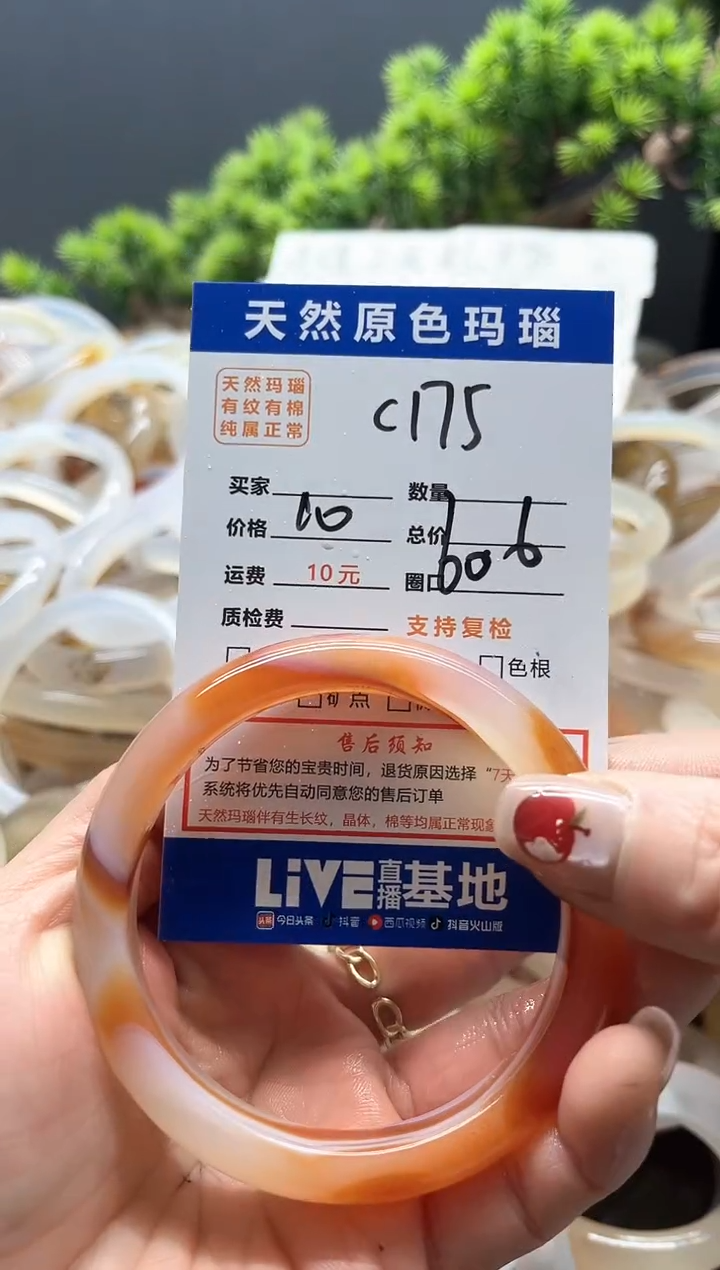 天然原色玛瑙
天然玛瑙
有纹有棉
纯属正常
C175
买家
数量
价格 10
总价
运费 10元
圈口 60.6
质检费
支持复检
色根
矿点
售后须知
为了节省您的宝贵时间，退货原因选择“7天
系统将优先自动同意您的售后订单
天然玛瑙伴有生长纹，晶体，棉等均属正常现象
LiVE直播基地
头条 今日头条 抖音 西瓜视频 抖音火山版